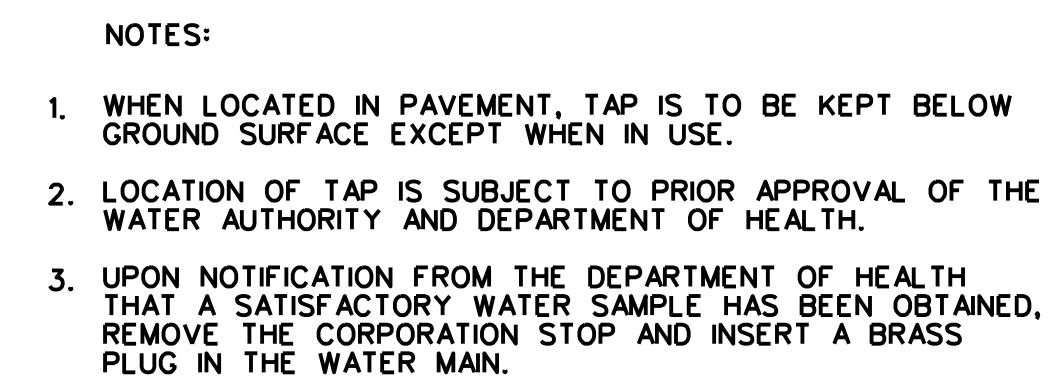 NOTES:
1. WHEN LOCATED IN PAVEMENT, TAP IS TO BE KEPT BELOW
GROUND SURFACE EXCEPT WHEN IN USE.
2. LOCATION OF TAP IS SUBJECT TO PRIOR APPROVAL OF THE
WATER AUTHORITY AND DEPARTMENT OF HEALTH.
3. UPON NOTIFICATION FROM THE DEPARTMENT OF HEALTH
THAT A SATISFACTORY WATER SAMPLE HAS BEEN OBTAINED,
REMOVE THE CORPORATION STOP AND INSERT A BRASS
PLUG IN THE WATER MAIN.